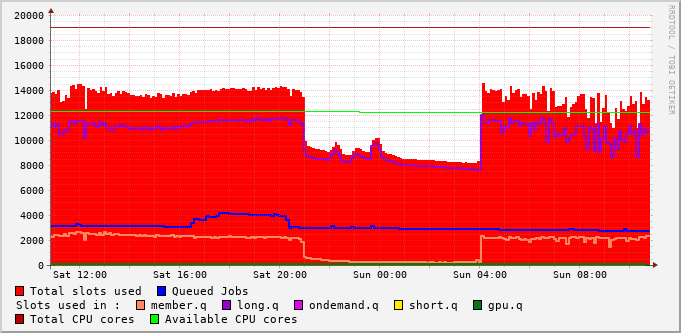 RRDTOOL / TOBI OETIKER
20000
18000
16000
14000
12000
10000
8000
6000
4000
2000
0
Sat 12:00 Sat 16:00 Sat 20:00 Sun 00:00 Sun 04:00 Sun 08:00
Total slots used Queued Jobs
Slots used in : member.q long.q ondemand.q short.q gpu.q
Total CPU cores Available CPU cores